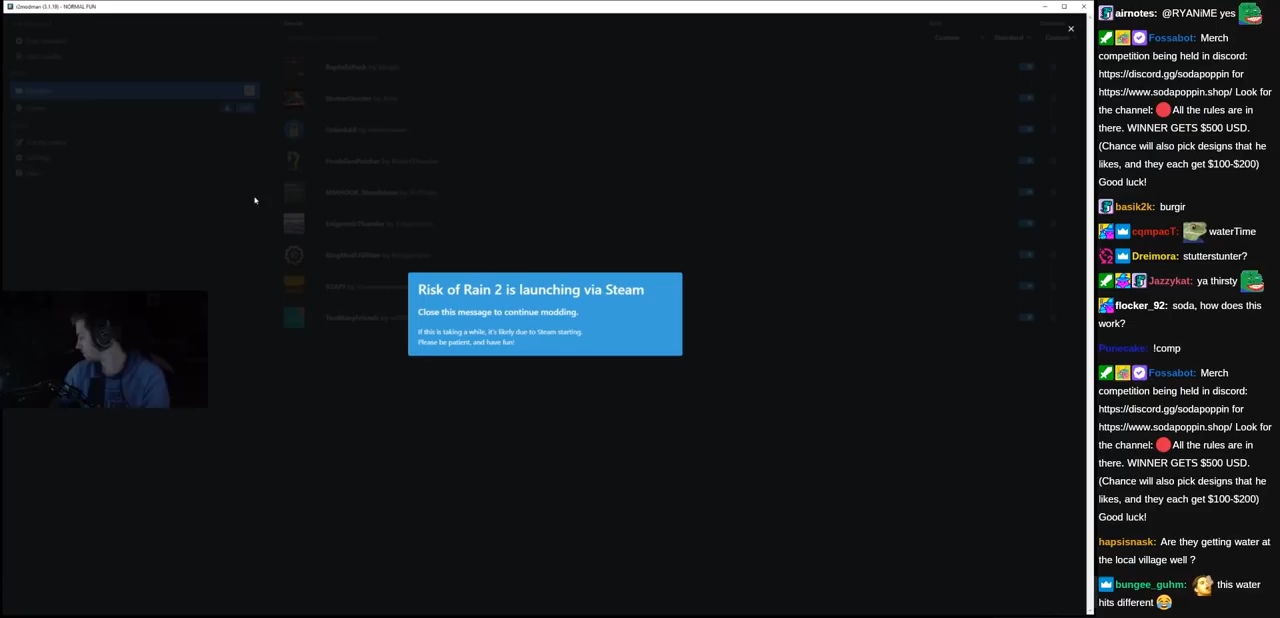 r2modman (3.1.19) - NORMAL FUN
Risk of Rain 2 is launching via Steam
Close this message to continue modding.
If this is taking a while, it's likely due to Steam starting.
Please be patient, and have fun!
airnotes: @RYANiME yes
Fossabot: Merch
competition being held in discord:
https://discord.gg/sodapoppin for
https://www.sodapoppin.shop/ Look for
the channel: All the rules are in
there. WINNER GETS $500 USD.
(Chance will also pick designs that he
likes, and they each get $100-$200)
Good luck!
basik2k: burgir
cqmpacT: waterTime
Dreimora: stutterstunter?
Jazzykat: ya thirsty
flocker_92: soda, how does this
work?
Punecake: !comp
Fossabot: Merch
competition being held in discord:
https://discord.gg/sodapoppin for
https://www.sodapoppin.shop/ Look for
the channel: All the rules are in
there. WINNER GETS $500 USD.
(Chance will also pick designs that he
likes, and they each get $100-$200)
Good luck!
hapsisnask: Are they getting water at
the local village well ?
bungee_guhm: this water
hits different